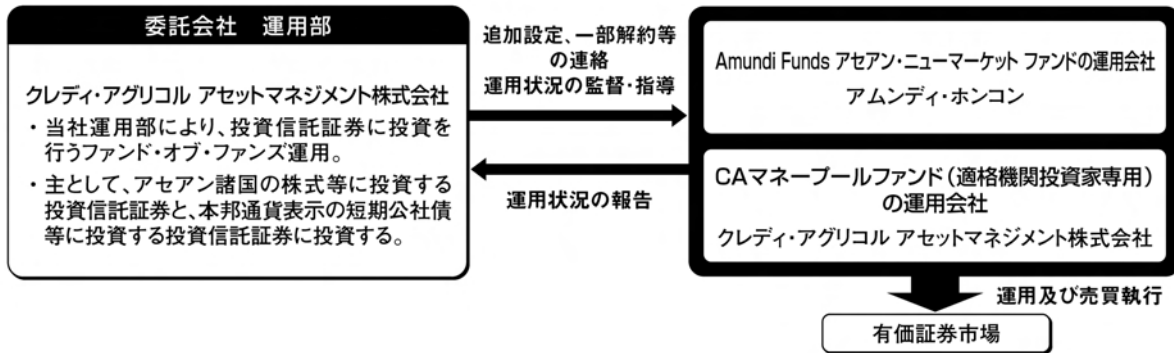 委託会社 運用部
クレディ・アグリコル アセットマネジメント株式会社
・当社運用部により、投資信託証券に投資を
行うファンド・オブ・ファンズ運用。
・主として、アセアン諸国の株式等に投資する
投資信託証券と、本邦通貨表示の短期公社債
等に投資する投資信託証券に投資する。
追加設定、一部解約等
の連絡
運用状況の監督・指導
運用状況の報告
Amundi Funds アセアン・ニューマーケット ファンドの運用会社
アムンディ・ホンコン
CAマネープールファンド(適格機関投資家専用)
の運用会社
クレディ・アグリコル アセットマネジメント株式会社
運用及び売買執行
有価証券市場